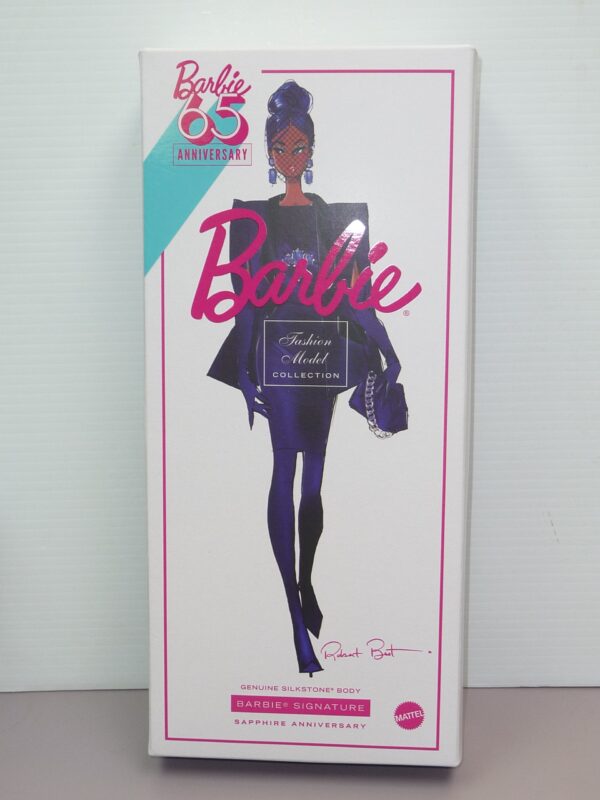 Barbie
65
ANNIVERSARY
Barbie®
Fashion
Model
COLLECTION
Robert Best
GENUINE SILKSTONE® BODY
BARBIE® SIGNATURE
SAPPHIRE ANNIVERSARY
MATTEL